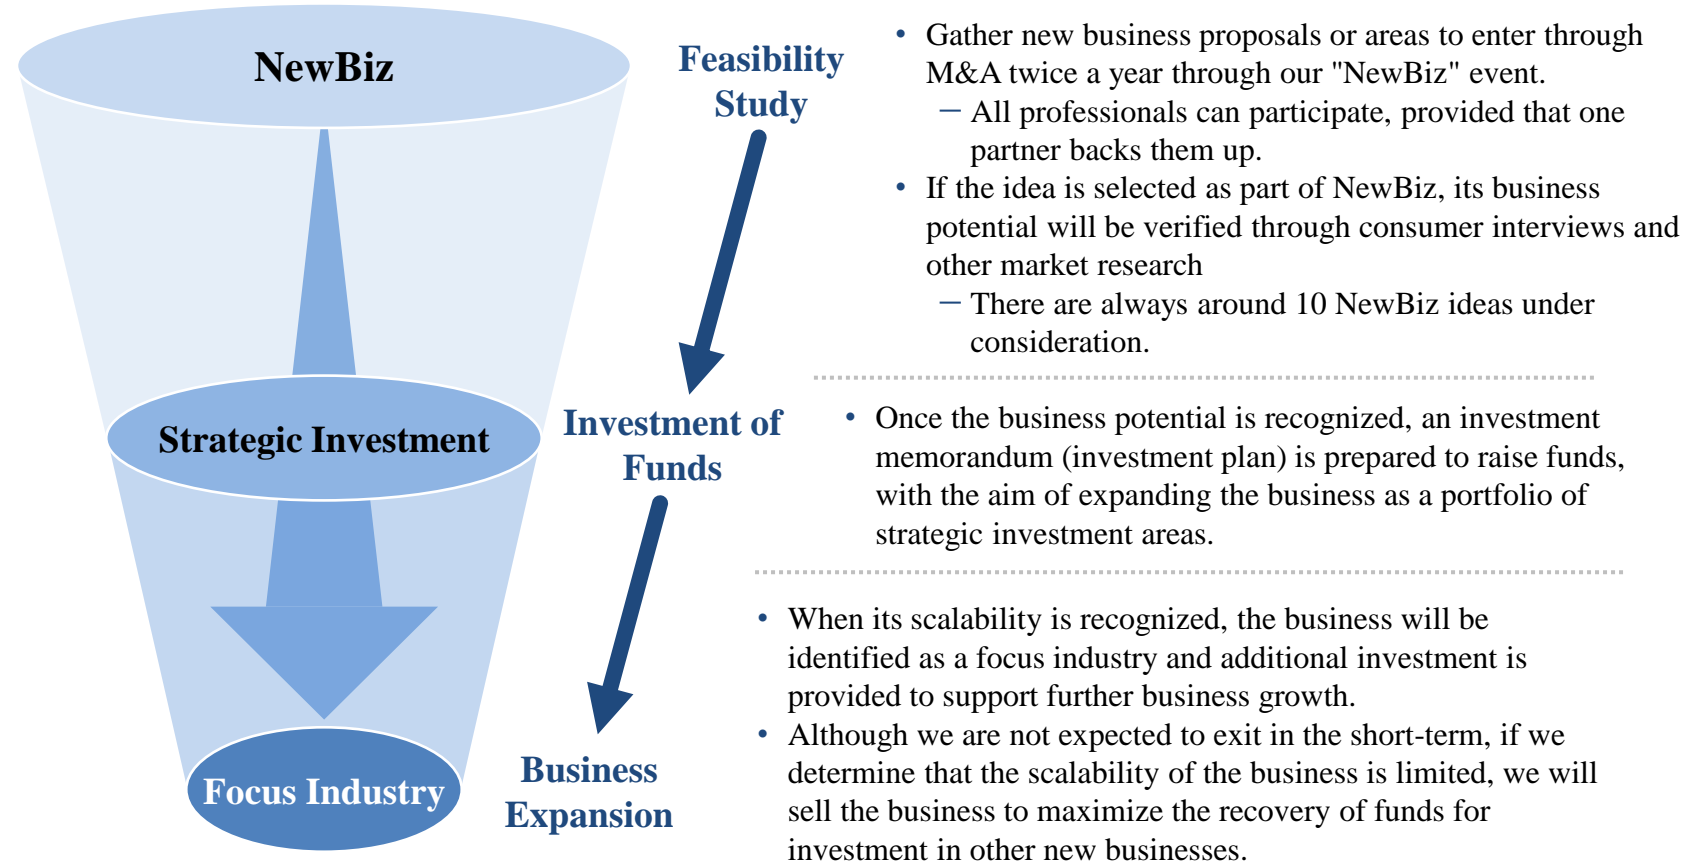 NewBiz
Strategic Investment
Focus Industry
Feasibility
Study
Investment of
Funds
Business
Expansion
• Gather new business proposals or areas to enter through
M&A twice a year through our "NewBiz" event.
– All professionals can participate, provided that one
partner backs them up.
• If the idea is selected as part of NewBiz, its business
potential will be verified through consumer interviews and
other market research
– There are always around 10 NewBiz ideas under
consideration.
• Once the business potential is recognized, an investment
memorandum (investment plan) is prepared to raise funds,
with the aim of expanding the business as a portfolio of
strategic investment areas.
• When its scalability is recognized, the business will be
identified as a focus industry and additional investment is
provided to support further business growth.
• Although we are not expected to exit in the short-term, if we
determine that the scalability of the business is limited, we will
sell the business to maximize the recovery of funds for
investment in other new businesses.